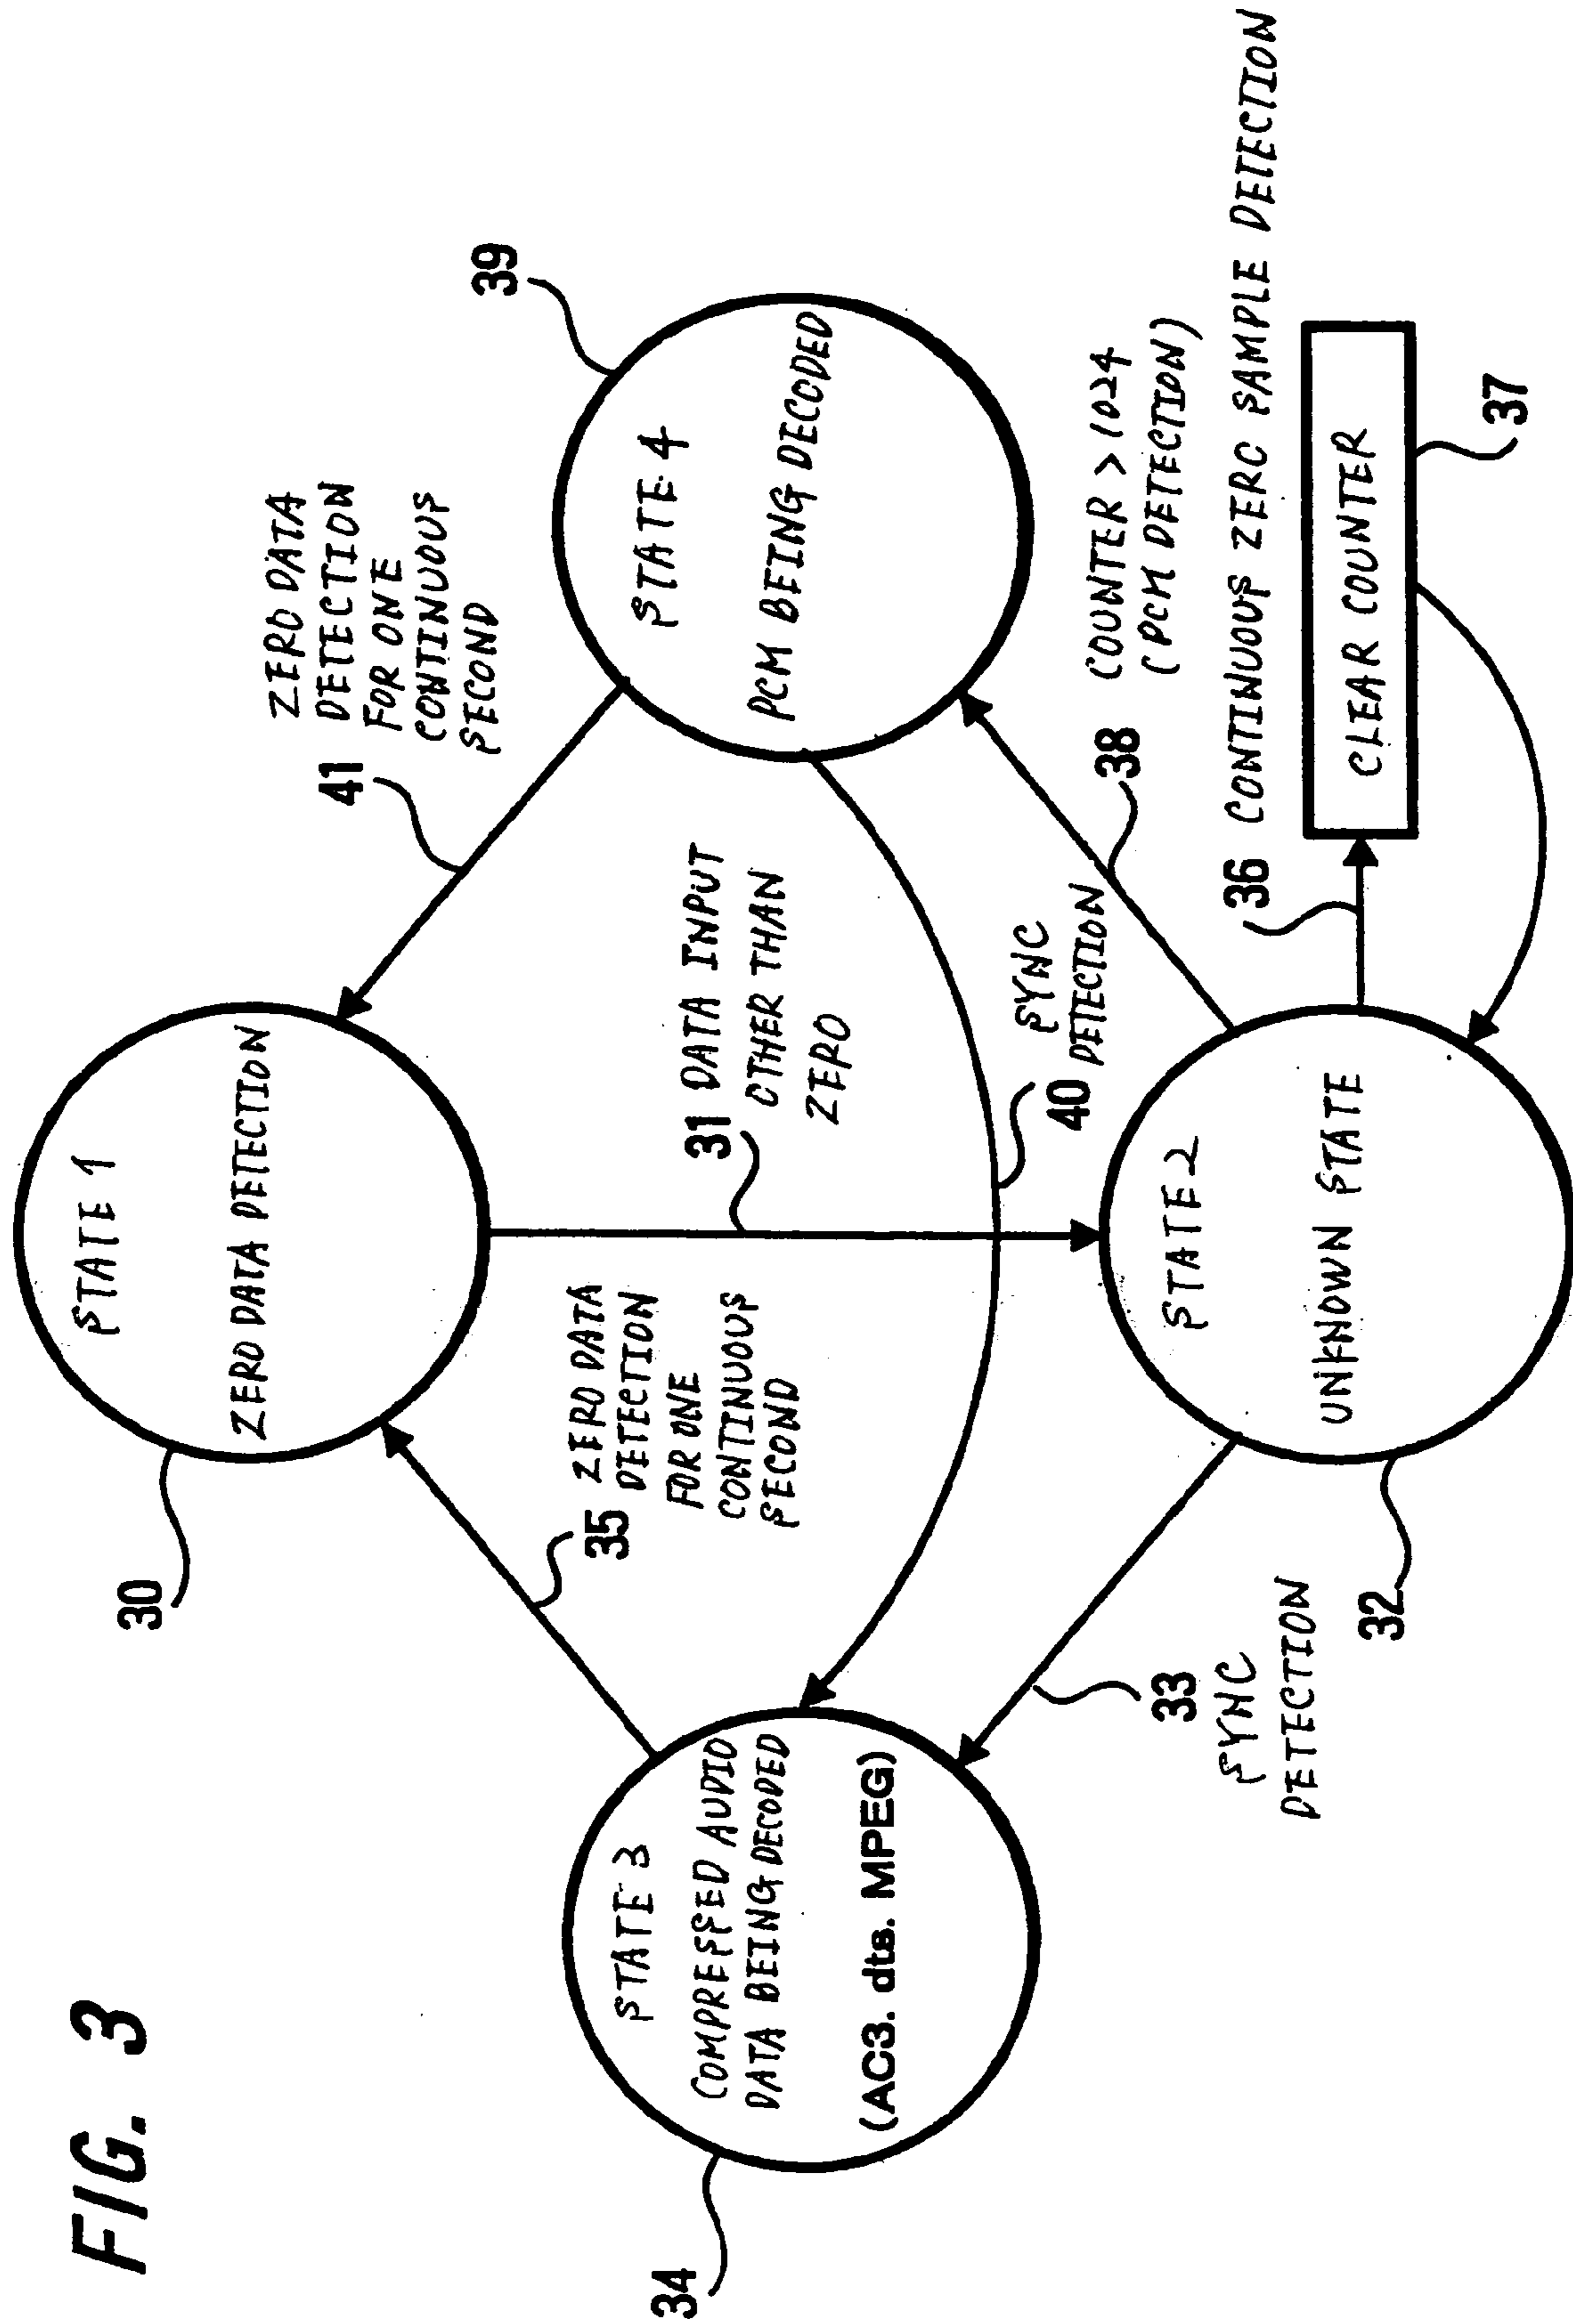 FIG. 3
30
STATE 1
ZERO DATA DETECTION
41
ZERO DATA
DETECTION
FOR ONE
CONTINUOUS
SECOND
39
34
STATE 3
COMPRESSED AUDIO
DATA BEING DECODED
(AC3. dts. MPEG)
35
ZERO DATA
DETECTION
FOR ONE
CONTINUOUS
SECOND
31
DATA INPUT
OTHER THAN
ZERO
STATE 4
PCM BEING DECODED
40
SYNC
DETECTION
38
COUNTER > 1024
(PCM DETECTION)
33
SYNC
DETECTION
32
STATE 2
UNKNOWN STATE
36
CONTINUOUS ZERO SAMPLE DETECTION
CLEAR COUNTER
37